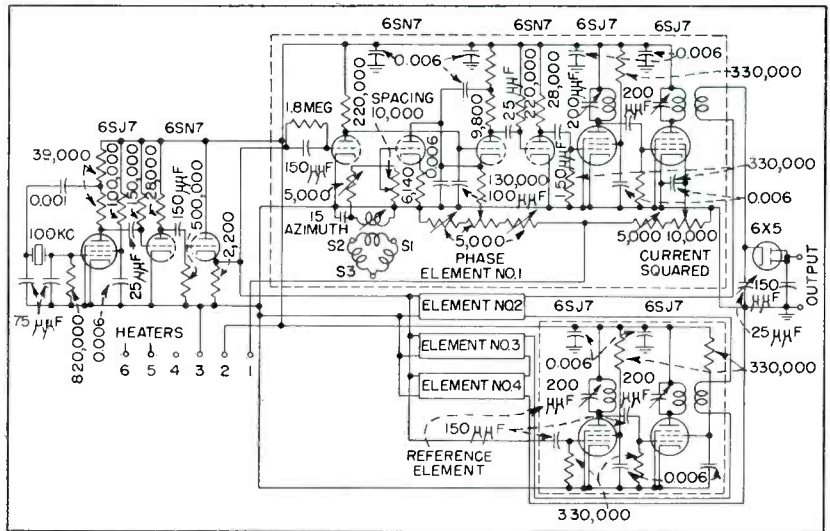 6SN7
6SN7
6SJ7
6SJ7
0.006
0.006
330,000
1.8 MEG
220,000
SPACING
10,000
9,800
25 μμF
220,000
28,000
200 μμF
200
μμF
6SJ7
6SN7
39,000
100,000
150,000
28,000
150 μμF
500,000
150
μμF
5,000
6,140
0.006
130,000
100 μμF
150 μμF
330,000
0.006
0.001
100KC
2,200
15
AZIMUTH
S2
S1
S3
5,000
PHASE
ELEMENT NO.1
5,000
10,000
CURRENT
SQUARED
6X5
150
μμF
OUTPUT
25 μμF
75 μμF
820,000
0.006
25 μμF
HEATERS
6 5 4 3 2 1
ELEMENT NO.2
ELEMENT NO.3
ELEMENT NO.4
6SJ7
6SJ7
0.006
330,000
200
μμF
200
μμF
150 μμF
REFERENCE
ELEMENT
0.006
330,000